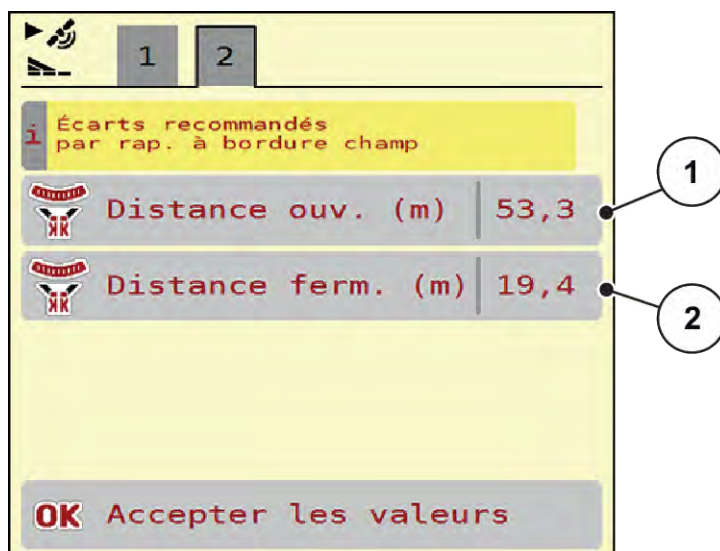 1 2
i Écarts recommandés
par rap. à bordure champ
Distance ouv. (m) 53,3
1
Distance ferm. (m) 19,4
2
OK Accepter les valeurs